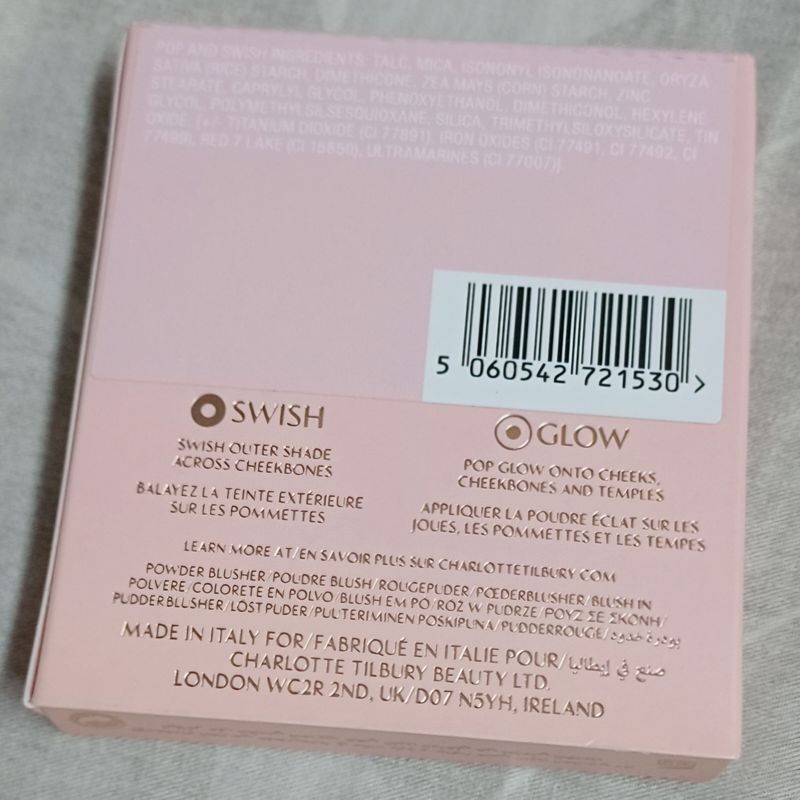 POP AND SWISH INGREDIENTS: TALC, MICA, ISONONYL ISONONANOATE, ORYZA
SATIVA (RICE) STARCH, DIMETHICONE, ZEA MAYS (CORN) STARCH, ZINC
STEARATE, CAPRYLYL GLYCOL, PHENOXYETHANOL, DIMETHICONOL, HEXYLENE
GLYCOL, POLYMETHYLSILSESQUIOXANE, SILICA, TRIMETHYLSILOXYSILICATE, TIN
OXIDE, [+/- TITANIUM DIOXIDE (CI 77891), IRON OXIDES (CI 77491, CI 77492, CI
77499), RED 7 LAKE (CI 15850), ULTRAMARINES (CI 77007)].
5 060542 721530 >
SWISH
SWISH OUTER SHADE
ACROSS CHEEKBONES
BALAYEZ LA TEINTE EXTÉRIEURE
SUR LES POMMETTES
GLOW
POP GLOW ONTO CHEEKS,
CHEEKBONES AND TEMPLES
APPLIQUER LA POUDRE ÉCLAT SUR LES
JOUES, LES POMMETTES ET LES TEMPES
LEARN MORE AT/EN SAVOIR PLUS SUR CHARLOTTETILBURY.COM
POWDER BLUSHER/POUDRE BLUSH/ROUGEPUDER/POEDERBLUSHER/BLUSH IN
POLVERE/COLORETE EN POLVO/BLUSH EM PÓ/RÓŻ W PUDRZE/ΡΟΥΖ ΣΕ ΣΚΟΝΗ/
PUDDERBLUSHER/LÖST PUDER/PUUTERIMINEN POSKIPUNA/PUDDERROUGE/بودرة خدود
MADE IN ITALY FOR/FABRIQUÉ EN ITALIE POUR/صنع في إيطاليا
CHARLOTTE TILBURY BEAUTY LTD.
LONDON WC2R 2ND, UK/D07 N5YH, IRELAND